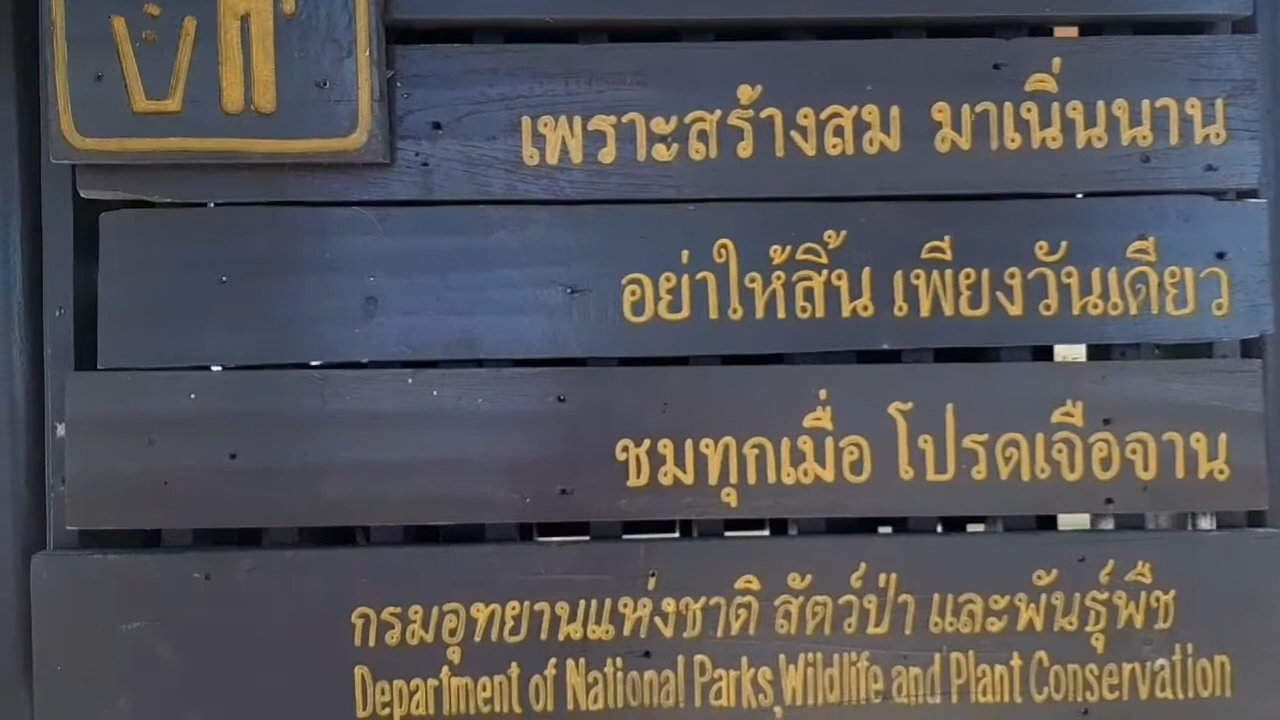 เพราะสร้างสม มาเนิ่นนาน
อย่าให้สิ้น เพียงวันเดียว
ชมทุกเมื่อ โปรดเจือจาน
กรมอุทยานแห่งชาติ สัตว์ป่า และพันธุ์พืช
Department of National Parks,Wildlife and Plant Conservation